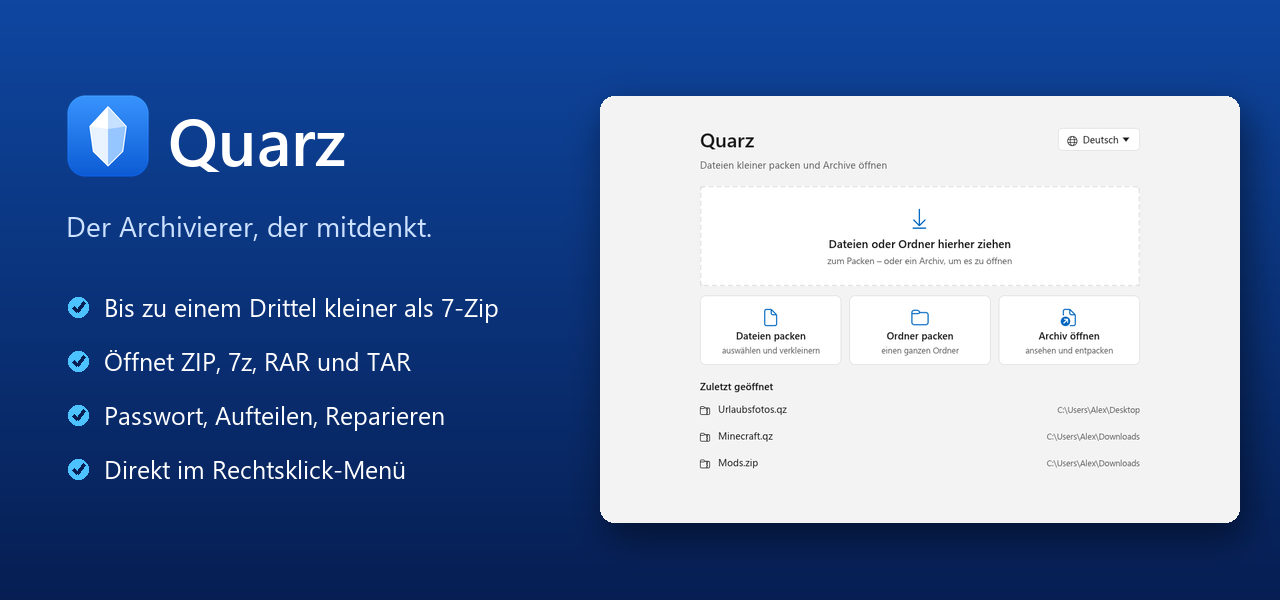 Quarz
Der Archivierer, der mitdenkt.
Bis zu einem Drittel kleiner als 7-Zip
Öffnet ZIP, 7z, RAR und TAR
Passwort, Aufteilen, Reparieren
Direkt im Rechtsklick-Menü
Quarz
Deutsch
Dateien kleiner packen und Archive öffnen
Dateien oder Ordner hierher ziehen
zum Packen – oder ein Archiv, um es zu öffnen
Dateien packen
auswählen und verkleinern
Ordner packen
einen ganzen Ordner
Archiv öffnen
ansehen und entpacken
Zuletzt geöffnet
Urlaubsfotos.qz C:\Users\Alex\Desktop
Minecraft.qz C:\Users\Alex\Downloads
Mods.zip C:\Users\Alex\Downloads